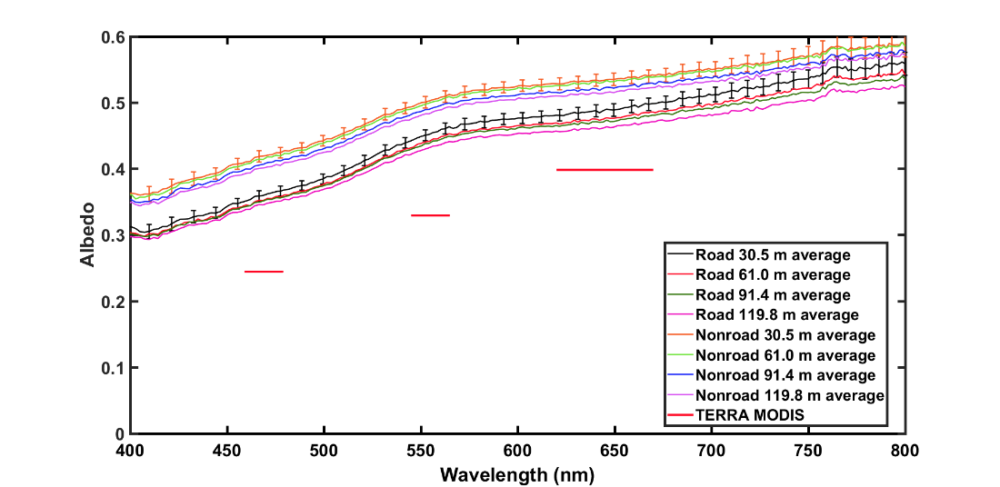 0.6
0.5
0.4
0.3
0.2
0.1
0
Albedo
400 450 500 550 600 650 700 750 800
Wavelength (nm)
Road 30.5 m average
Road 61.0 m average
Road 91.4 m average
Road 119.8 m average
Nonroad 30.5 m average
Nonroad 61.0 m average
Nonroad 91.4 m average
Nonroad 119.8 m average
TERRA MODIS